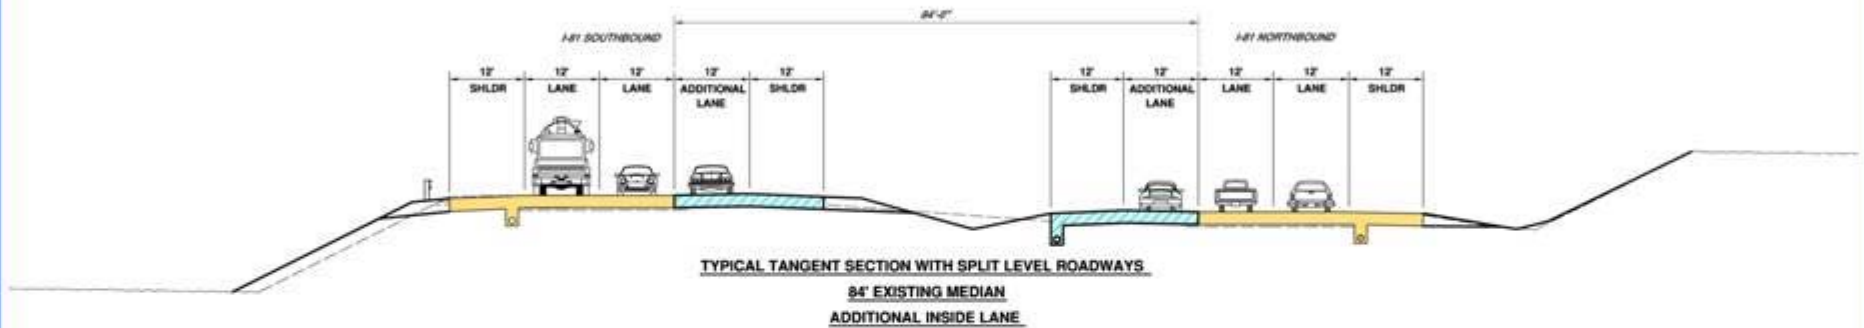 84'-0"
I-81 SOUTHBOUND
I-81 NORTHBOUND
12' 12' 12' 12' 12' 12' 12' 12' 12' 12'
SHLDR LANE LANE ADDITIONAL LANE SHLDR SHLDR ADDITIONAL LANE LANE LANE SHLDR
TYPICAL TANGENT SECTION WITH SPLIT LEVEL ROADWAYS
84' EXISTING MEDIAN
ADDITIONAL INSIDE LANE